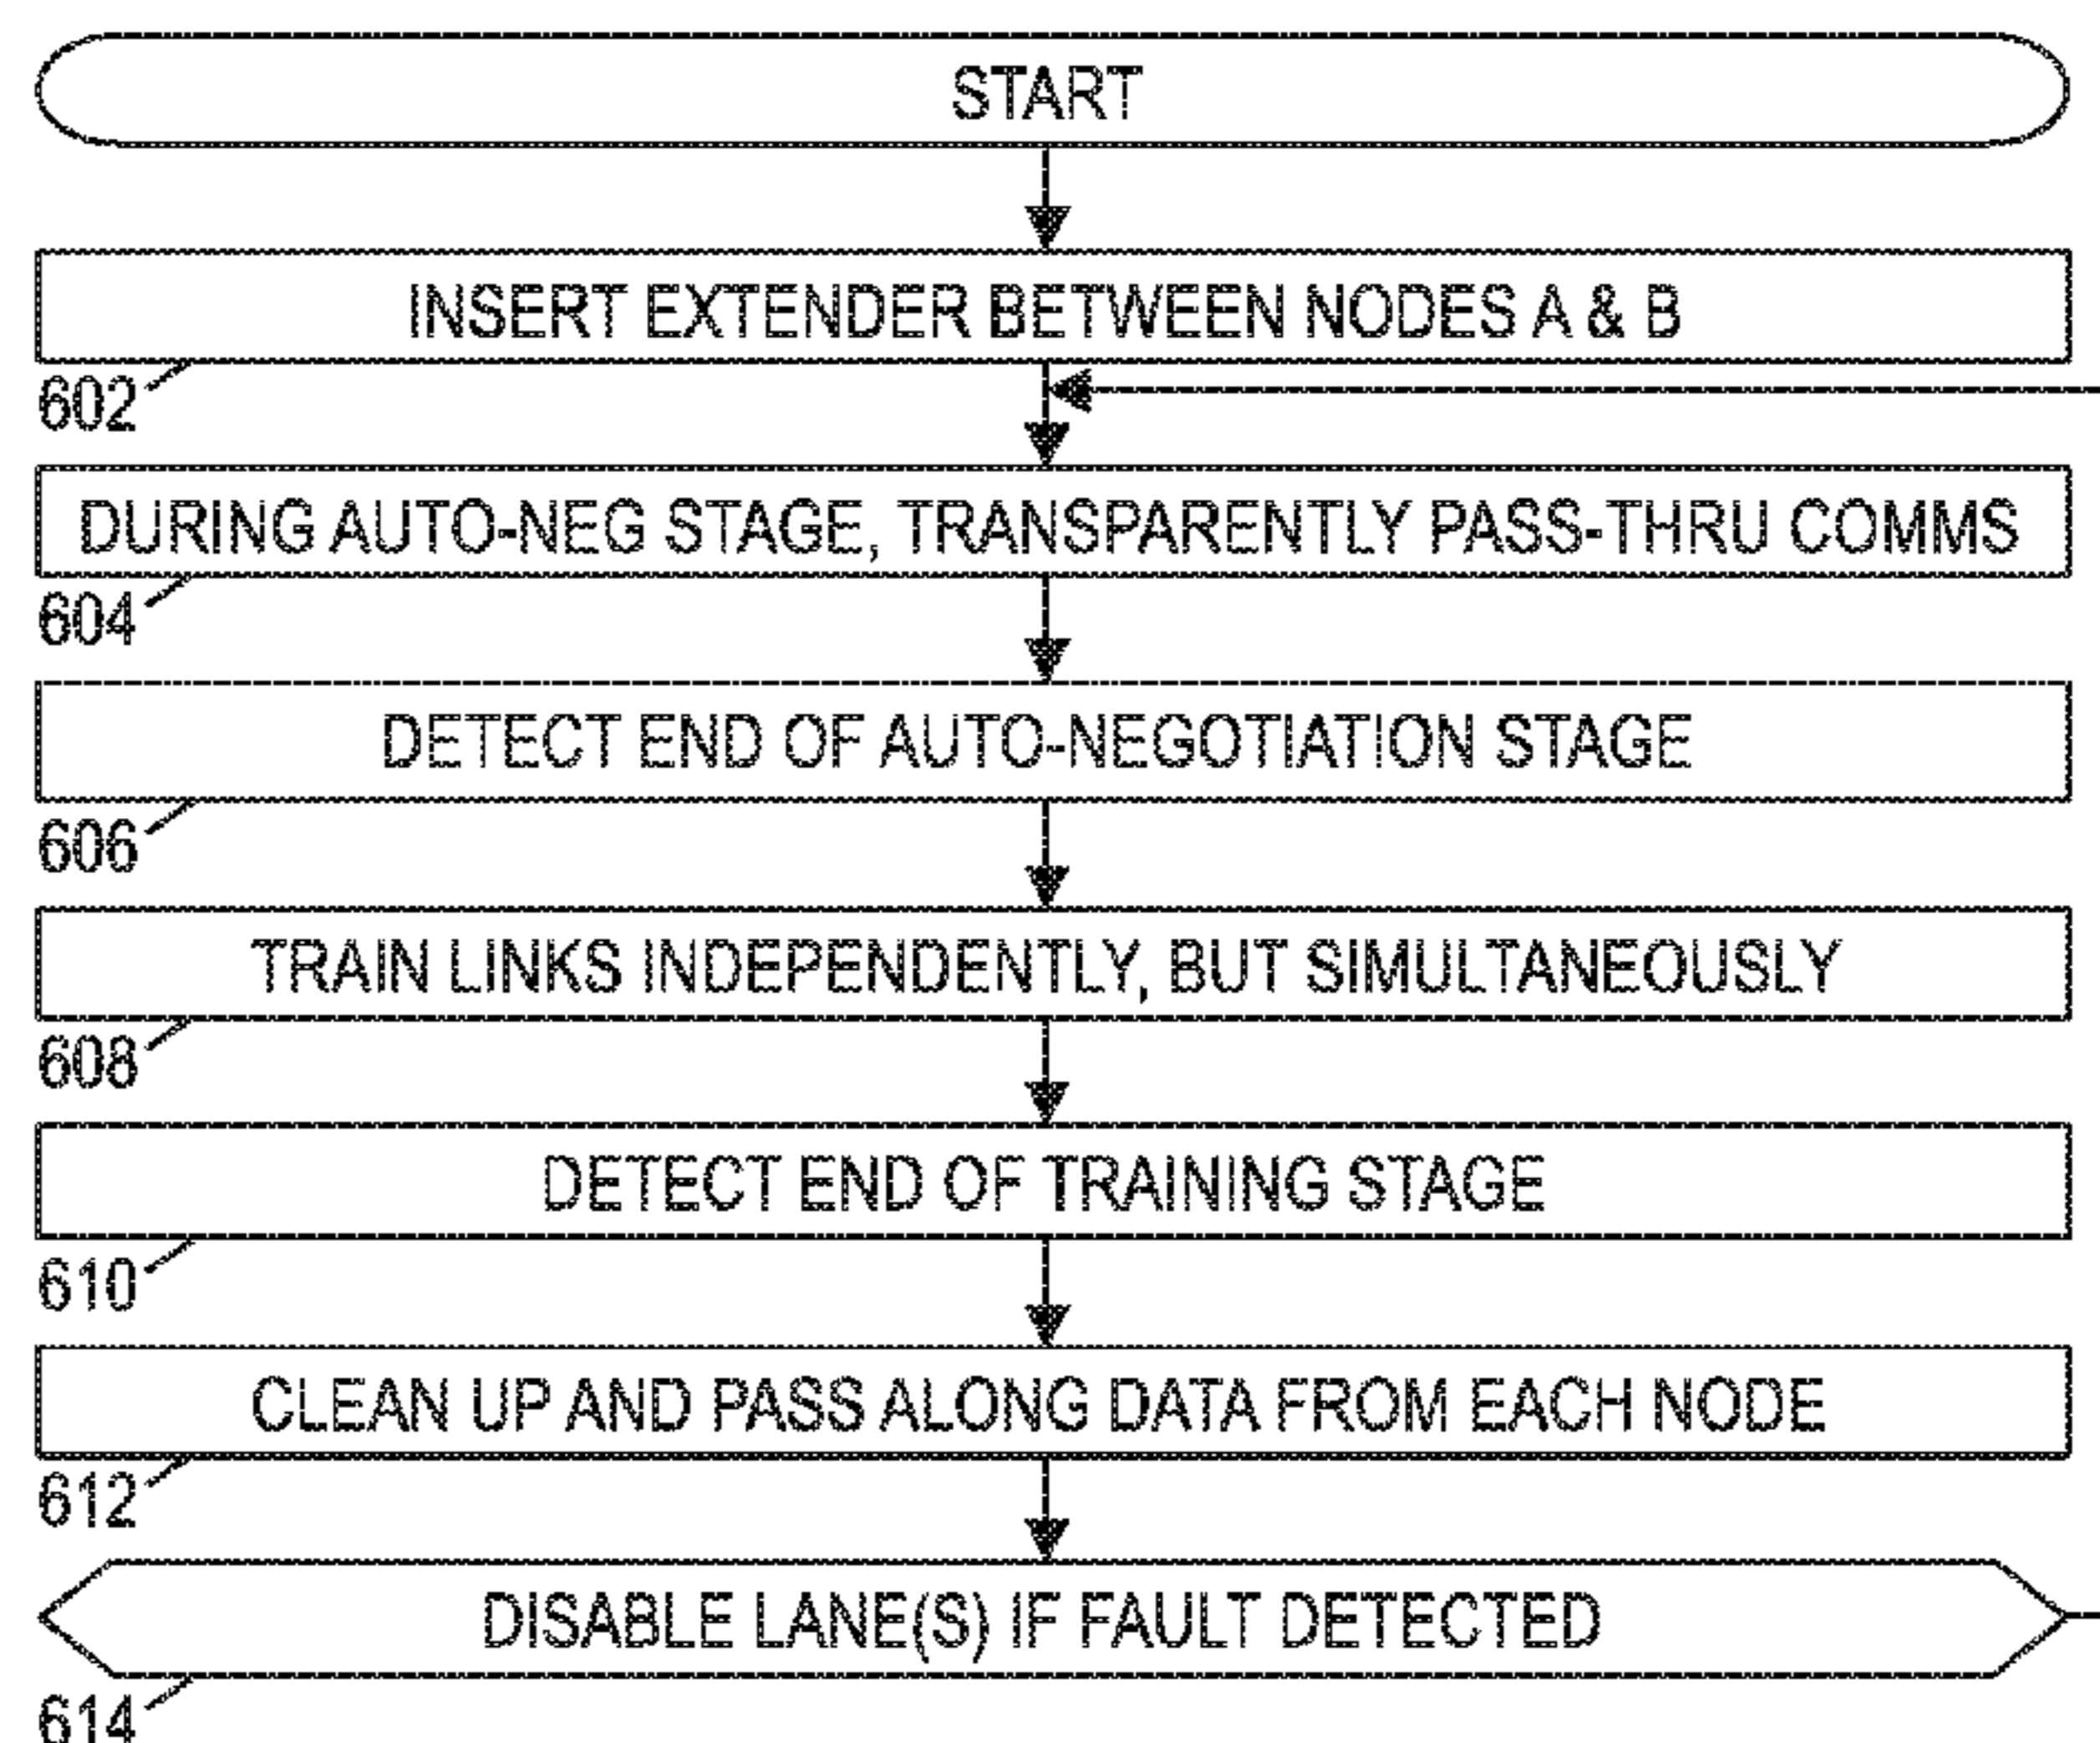 START
INSERT EXTENDER BETWEEN NODES A & B
602
DURING AUTO-NEG STAGE, TRANSPARENTLY PASS-THRU COMMS
604
DETECT END OF AUTO-NEGOTIATION STAGE
606
TRAIN LINKS INDEPENDENTLY, BUT SIMULTANEOUSLY
608
DETECT END OF TRAINING STAGE
610
CLEAN UP AND PASS ALONG DATA FROM EACH NODE
612
DISABLE LANE(S) IF FAULT DETECTED
614